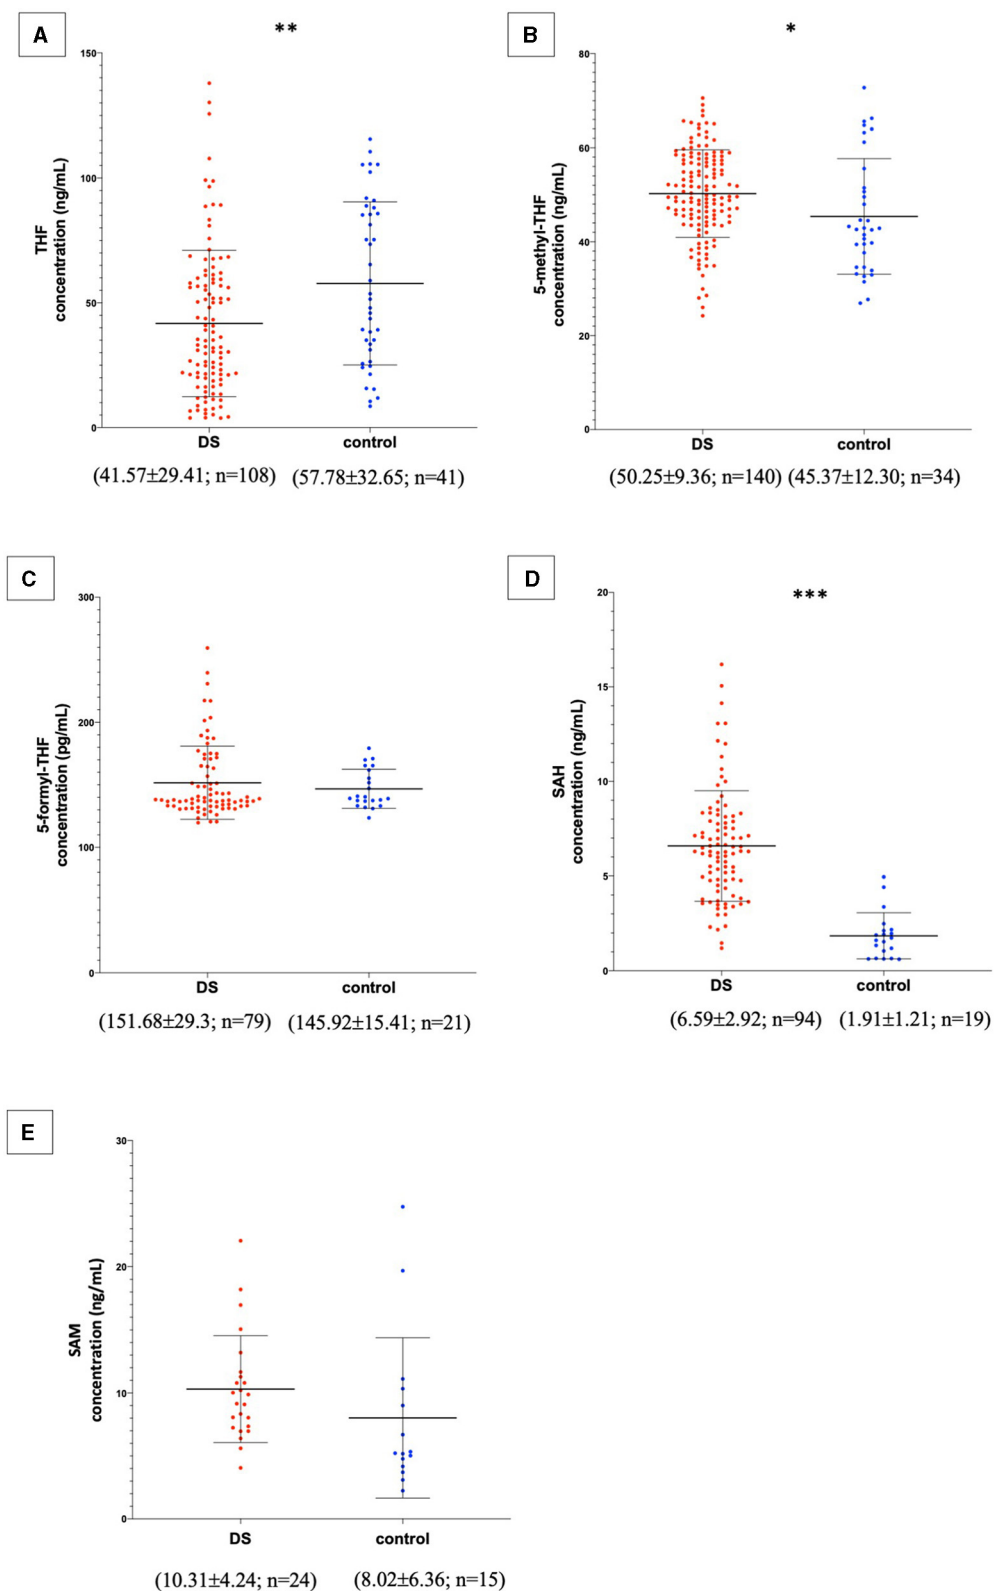 A
**
150
100
50
0
THF
concentration (ng/mL)
DS
control
(41.57±29.41; n=108) (57.78±32.65; n=41)
B
*
80
60
40
20
0
5-methyl-THF
concentration (ng/mL)
DS
control
(50.25±9.36; n=140) (45.37±12.30; n=34)
C
300
200
100
0
5-formyl-THF
concentration (pg/mL)
DS
control
(151.68±29.3; n=79) (145.92±15.41; n=21)
D
***
20
15
10
5
0
SAH
concentration (ng/mL)
DS
control
(6.59±2.92; n=94) (1.91±1.21; n=19)
E
30
20
10
0
SAM
concentration (ng/mL)
DS
control
(10.31±4.24; n=24) (8.02±6.36; n=15)